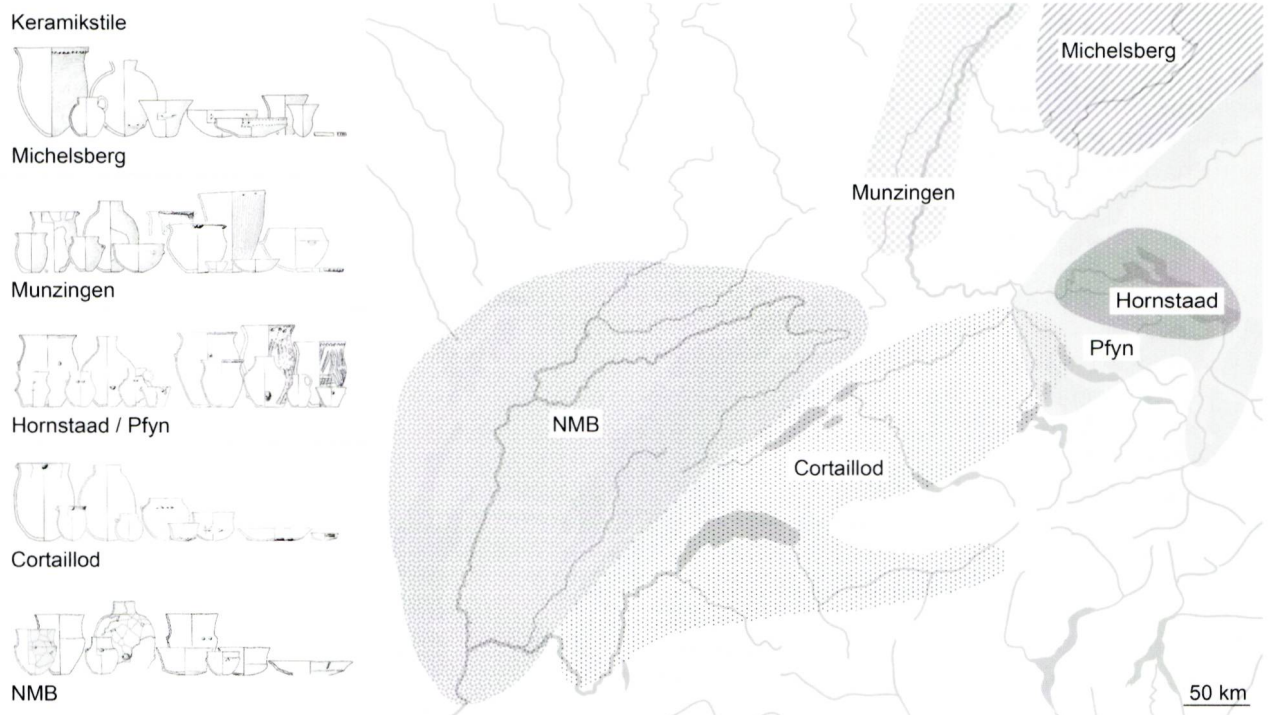 Keramikstile
Michelsberg
Munzingen
Hornstaad / Pfyn
Cortaillod
NMB
Michelsberg
Munzingen
Hornstaad
Pfyn
NMB
Cortaillod
50 km